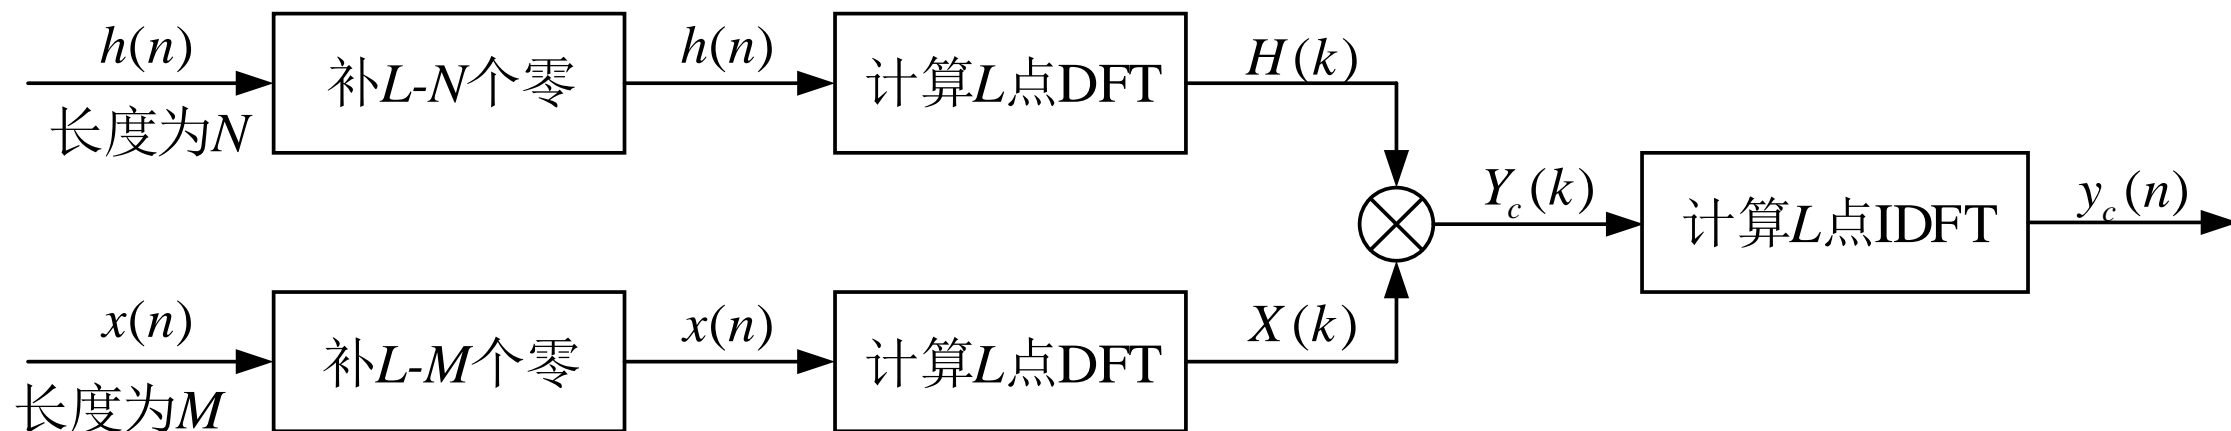 h(n)
长度为N
补L-N个零
h(n)
计算L点DFT
H(k)
Y_c(k)
计算L点IDFT
y_c(n)
x(n)
长度为M
补L-M个零
x(n)
计算L点DFT
X(k)